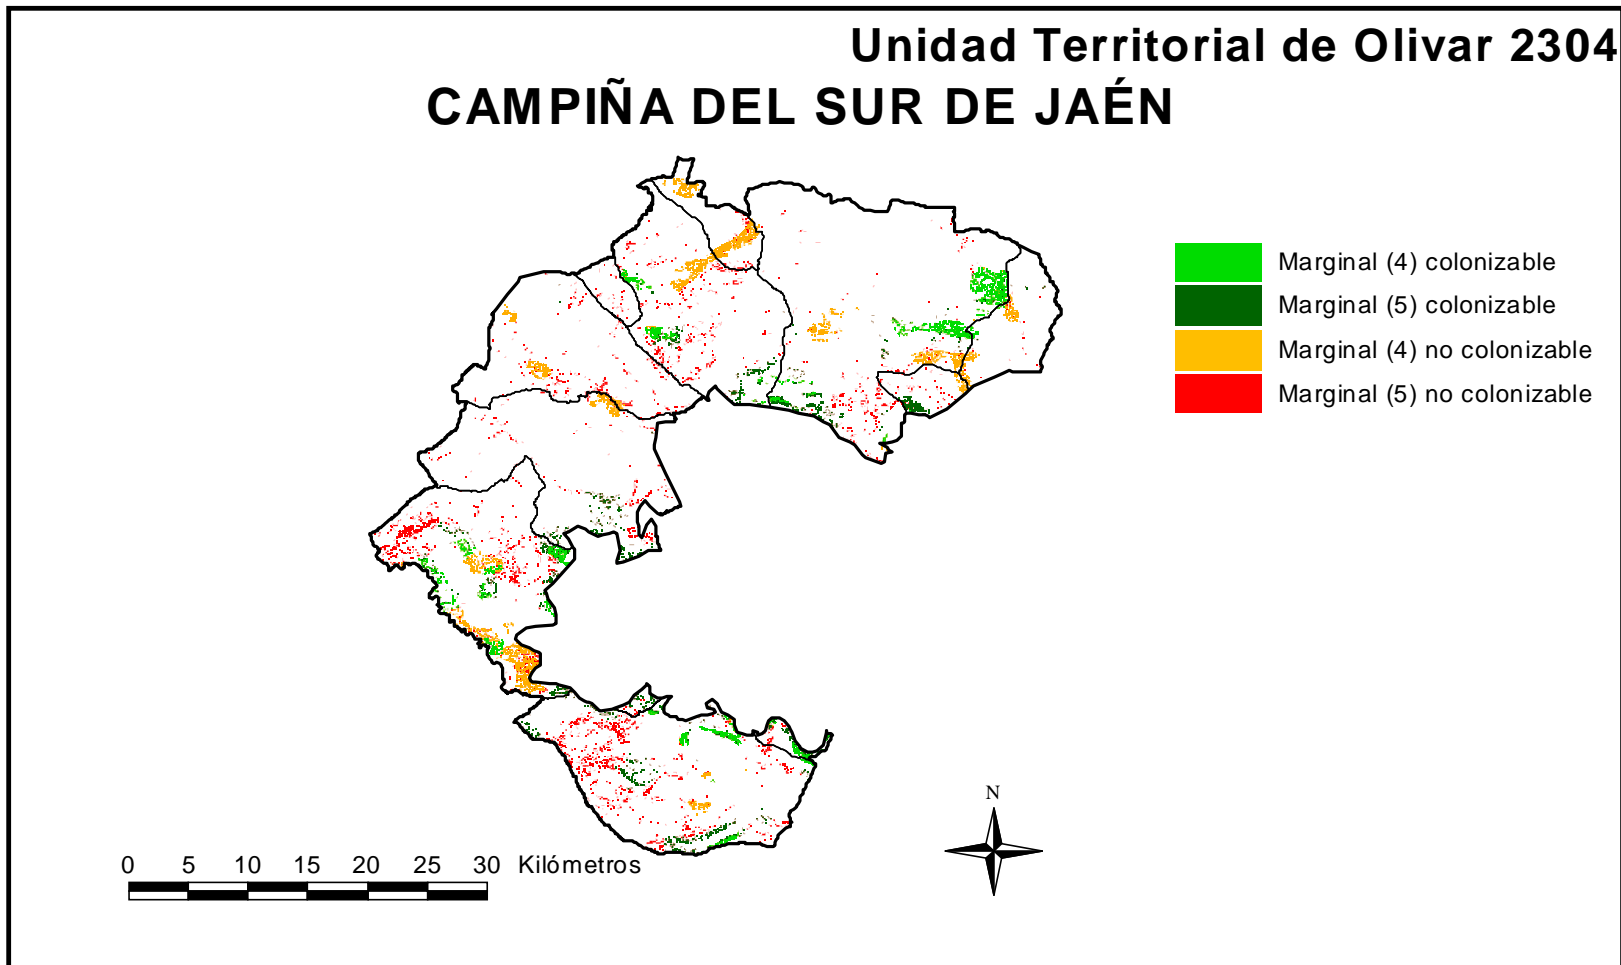 Unidad Territorial de Olivar 2304
CAMPIÑA DEL SUR DE JAÉN
Marginal (4) colonizable
Marginal (5) colonizable
Marginal (4) no colonizable
Marginal (5) no colonizable
N
0 5 10 15 20 25 30 Kilómetros